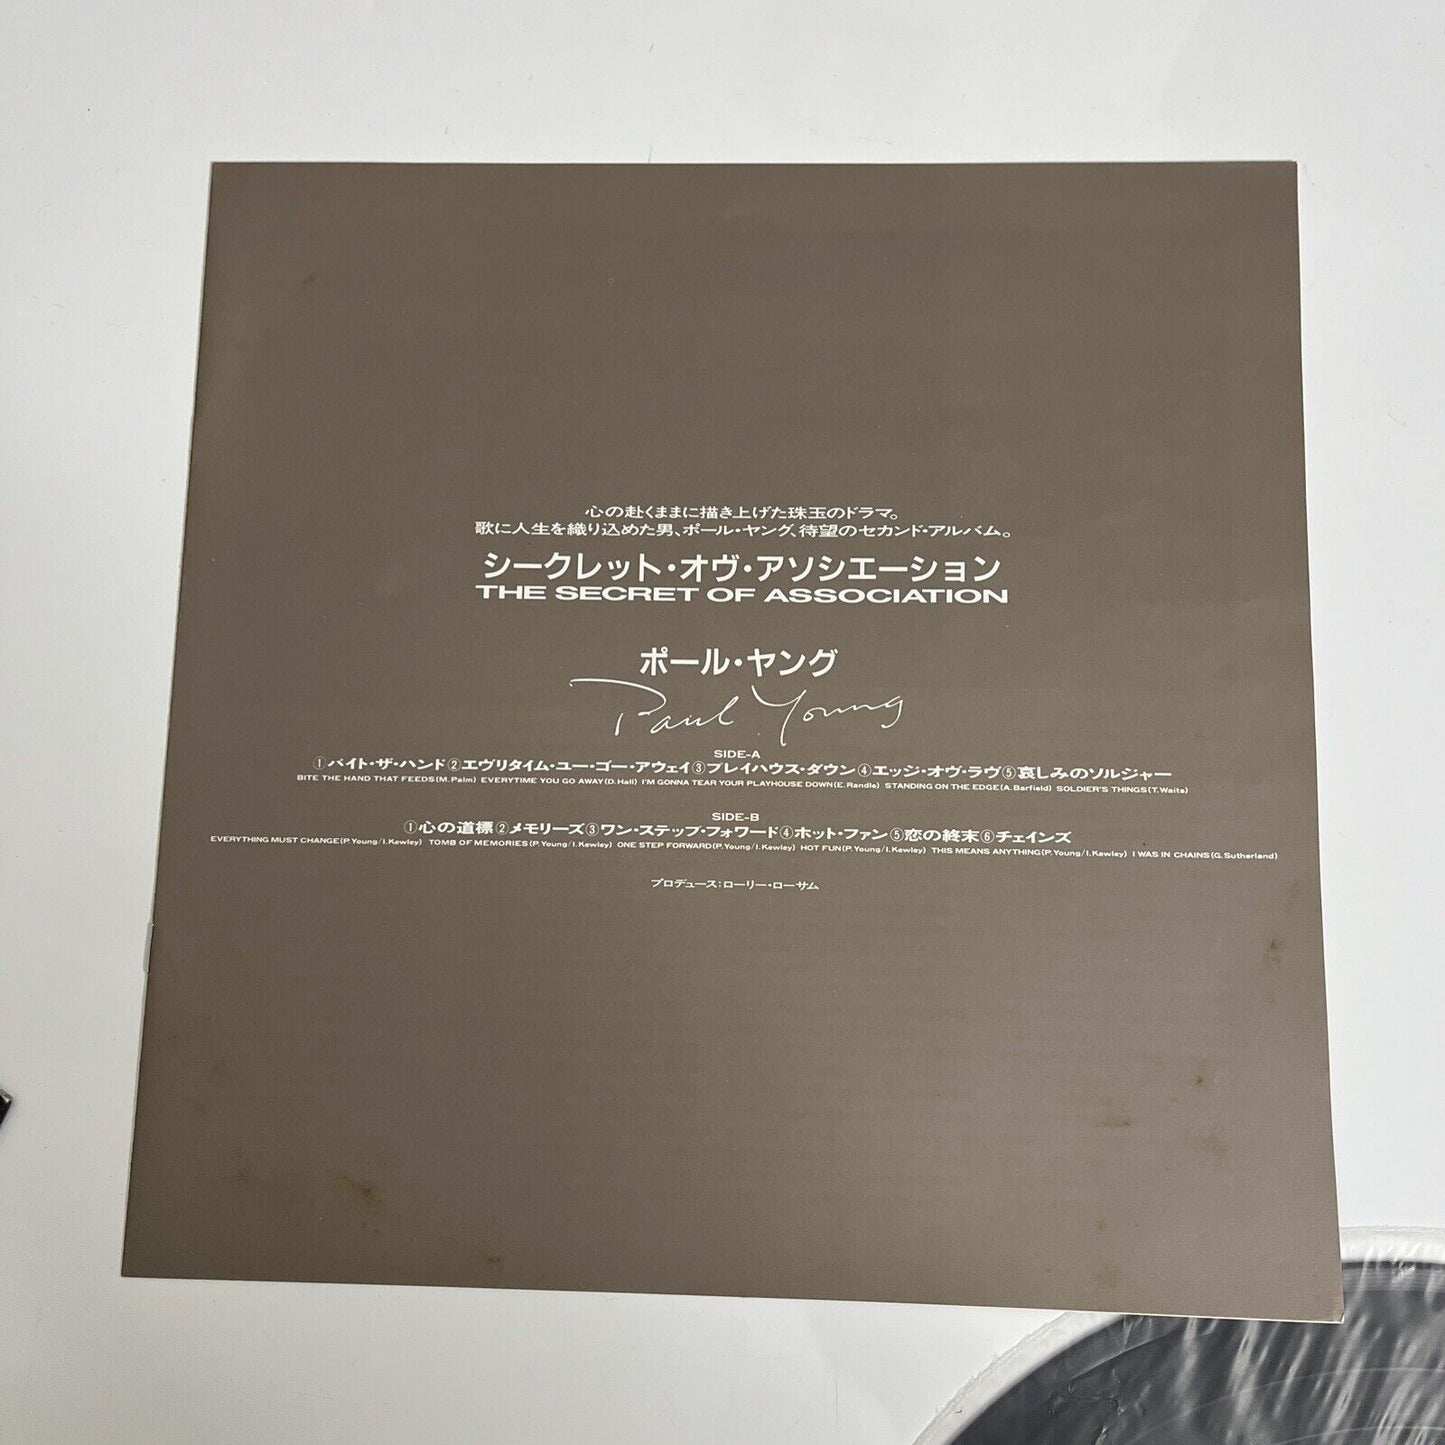 心の赴くままに描き上げた珠玉のドラマ。
歌に人生を織り込めた男、ポール・ヤング、待望のセカンド・アルバム。
シークレット・オヴ・アソシエーション
THE SECRET OF ASSOCIATION
ポール・ヤング
Paul Young
SIDE-A
①バイト・ザ・ハンド②エヴリタイム・ユー・ゴー・アウェイ③プレイハウス・ダウン④エッジ・オヴ・ラヴ⑤哀しみのソルジャー
BITE THE HAND THAT FEEDS(M. Palm) EVERYTIME YOU GO AWAY(D. Hall) I'M GONNA TEAR YOUR PLAYHOUSE DOWN(E. Randle) STANDING ON THE EDGE(A. Barfield) SOLDIER'S THINGS(T. Waits)
SIDE-B
①心の道標②メモリーズ③ワン・ステップ・フォワード④ホット・ファン⑤恋の終末⑥チェインズ
EVERYTHING MUST CHANGE(P. Young/I. Kewley) TOMB OF MEMORIES(P. Young/I. Kewley) ONE STEP FORWARD(P. Young/I. Kewley) HOT FUN(P. Young/I. Kewley) THIS MEANS ANYTHING(P. Young/I. Kewley) I WAS IN CHAINS(G. Sutherland)
プロデュース：ローリー・ローサム